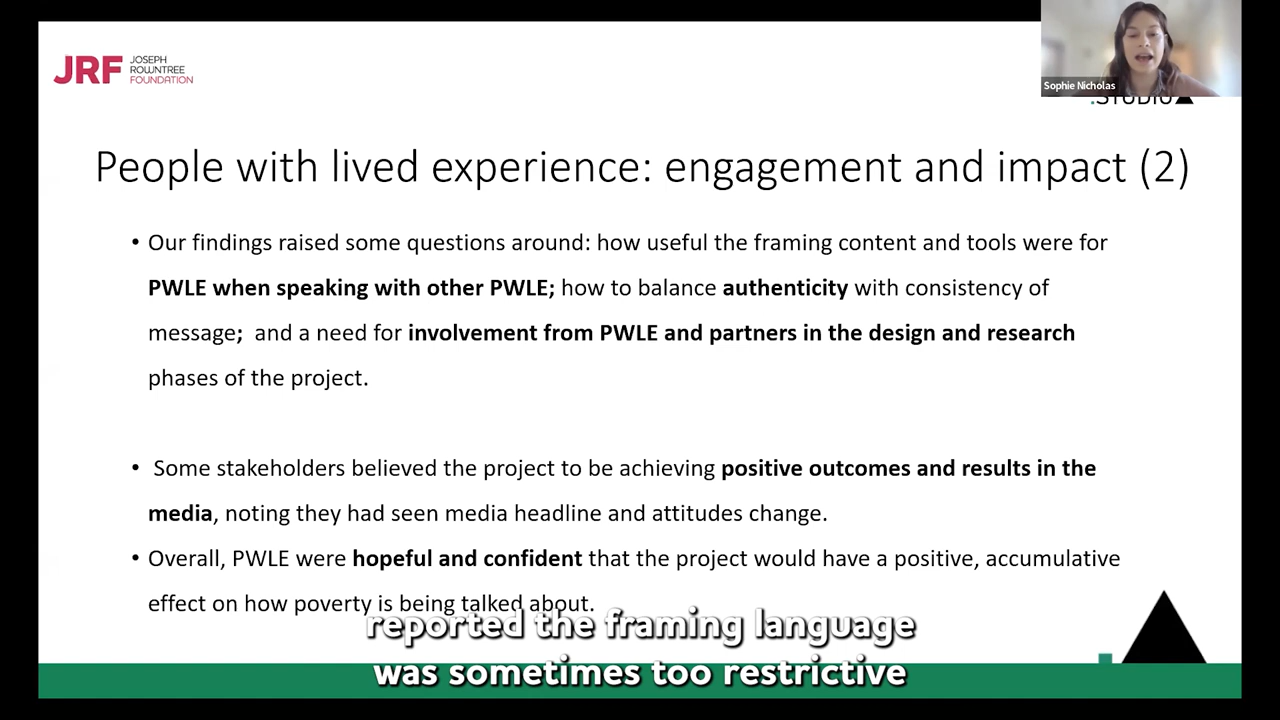 JRF JOSEPH
ROWNTREE
FOUNDATION
Sophie Nicholas
.STUDIO
People with lived experience: engagement and impact (2)
• Our findings raised some questions around: how useful the framing content and tools were for
PWLE when speaking with other PWLE; how to balance authenticity with consistency of
message; and a need for involvement from PWLE and partners in the design and research
phases of the project.
• Some stakeholders believed the project to be achieving positive outcomes and results in the
media, noting they had seen media headline and attitudes change.
• Overall, PWLE were hopeful and confident that the project would have a positive, accumulative
effect on how poverty is being talked about.
reported the framing language
was sometimes too restrictive